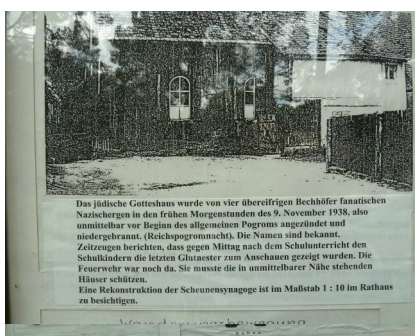 Das jüdische Gotteshaus wurde von vier übereifrigen Bechhöfer fanatischen
Nazischergen in den frühen Morgenstunden des 9. November 1938, also
unmittelbar vor Beginn des allgemeinen Pogroms angezündet und
niedergebrannt. (Reichspogromnacht). Die Namen sind bekannt.
Zeitzeugen berichten, dass gegen Mittag nach dem Schulunterricht den
Schulkindern die letzten Glutaester zum Anschauen gezeigt wurden. Die
Feuerwehr war noch da. Sie musste die in unmittelbarer Nähe stehenden
Häuser schützen.
Eine Rekonstruktion der Scheunensynagoge ist im Maßstab 1 : 10 im Rathaus
zu besichtigen.